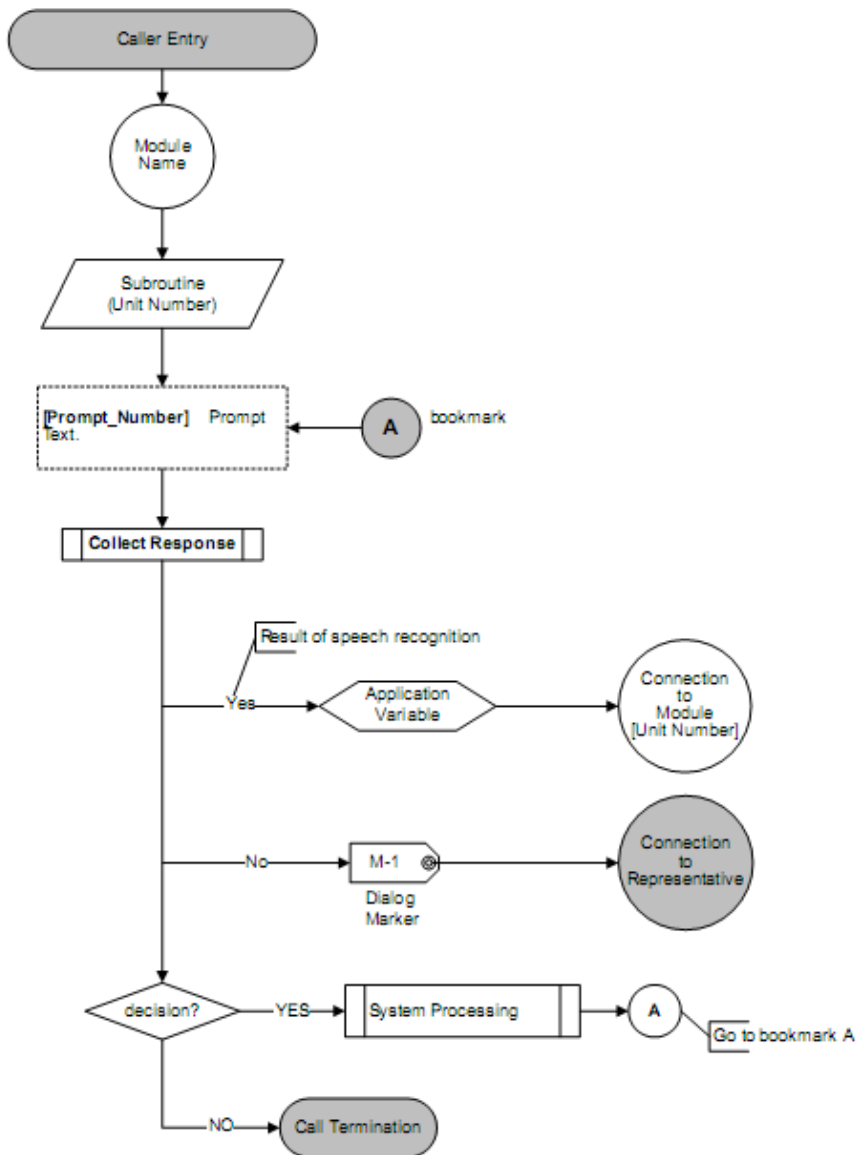 Caller Entry
Module
Name
Subroutine
(Unit Number)
[Prompt_Number] Prompt
Text.
A
bookmark
Collect Response
Result of speech recognition
Yes
Application
Variable
Connection
to
Module
[Unit Number]
No
M-1
Dialog
Marker
Connection
to
Representative
decision?
YES
System Processing
A
Go to bookmark A
NO
Call Termination